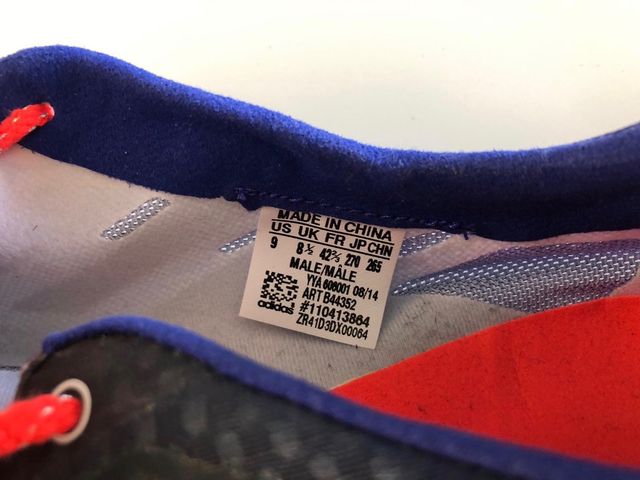 MADE IN CHINA
US UK FR JP CHN
9 8½ 42⅔ 270 265
MALE/MÂLE
YYA 606001 08/14
ART B44352
#110413864
ZR41D3DX00064
adidas